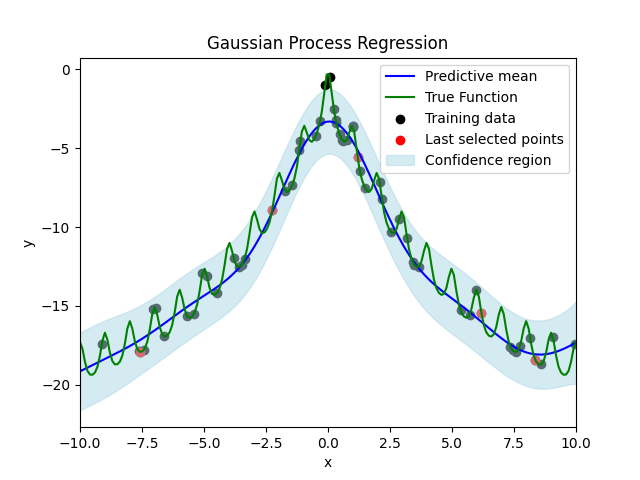 Gaussian Process Regression
Predictive mean
True Function
Training data
Last selected points
Confidence region
y
0
−5
−10
−15
−20
−10.0 −7.5 −5.0 −2.5 0.0 2.5 5.0 7.5 10.0
x